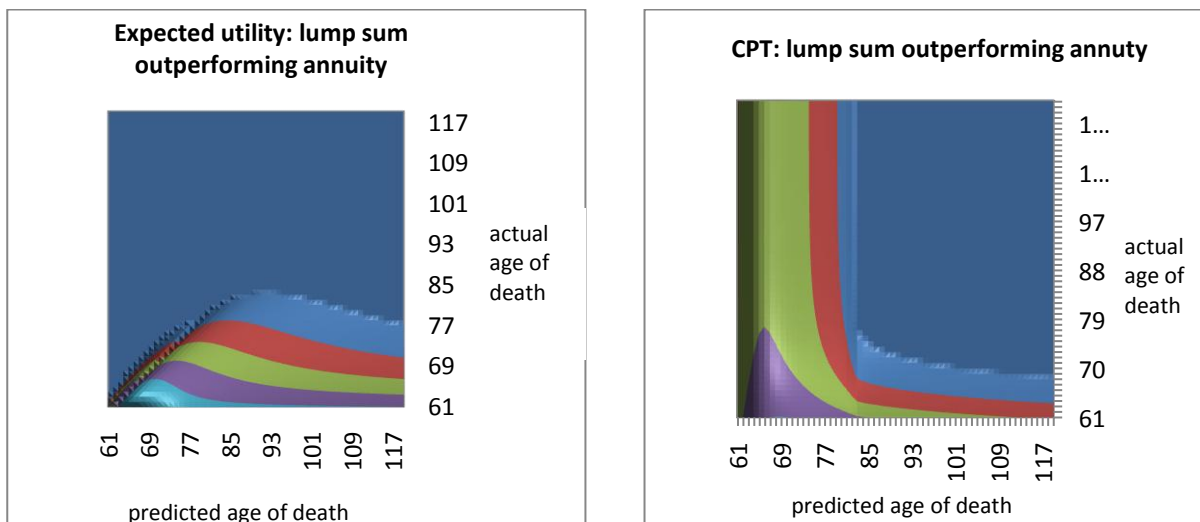 Expected utility: lump sum
outperforming annuity
117
109
101
93
85
77
69
61
actual
age of
death
61
69
77
85
93
101
109
117
predicted age of death
CPT: lump sum outperforming annuty
1...
1...
97
88
79
70
61
actual
age of
death
61
69
77
85
93
101
109
117
predicted age of death